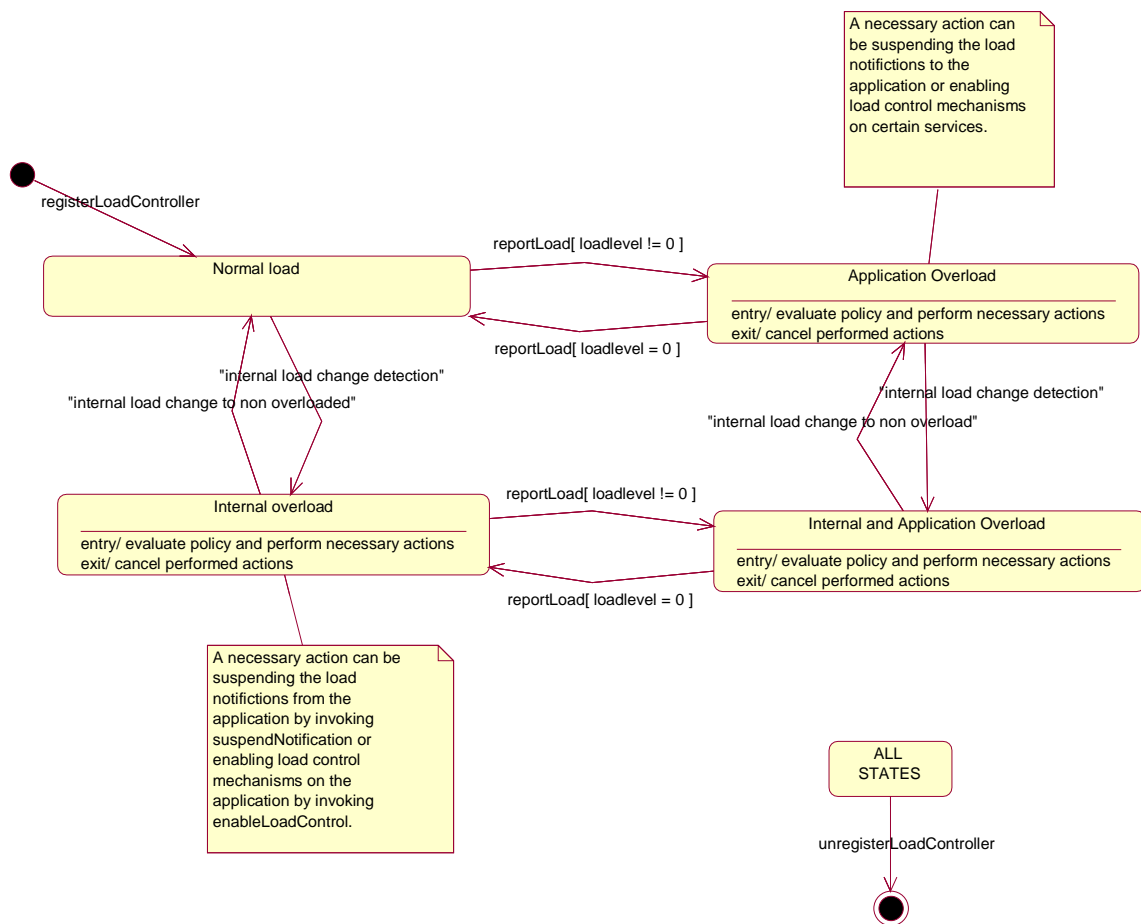 A necessary action can
be suspending the load
notifictions to the
application or enabling
load control mechanisms
on certain services.
registerLoadController
reportLoad[ loadlevel != 0 ]
Normal load
Application Overload
entry/ evaluate policy and perform necessary actions
exit/ cancel performed actions
reportLoad[ loadlevel = 0 ]
"internal load change detection"
"internal load change to non overloaded"
"internal load change detection"
"internal load change to non overload"
reportLoad[ loadlevel != 0 ]
Internal overload
entry/ evaluate policy and perform necessary actions
exit/ cancel performed actions
Internal and Application Overload
entry/ evaluate policy and perform necessary actions
exit/ cancel performed actions
reportLoad[ loadlevel = 0 ]
A necessary action can be
suspending the load
notifictions from the
application by invoking
suspendNotification or
enabling load control
mechanisms on the
application by invoking
enableLoadControl.
ALL
STATES
unregisterLoadController